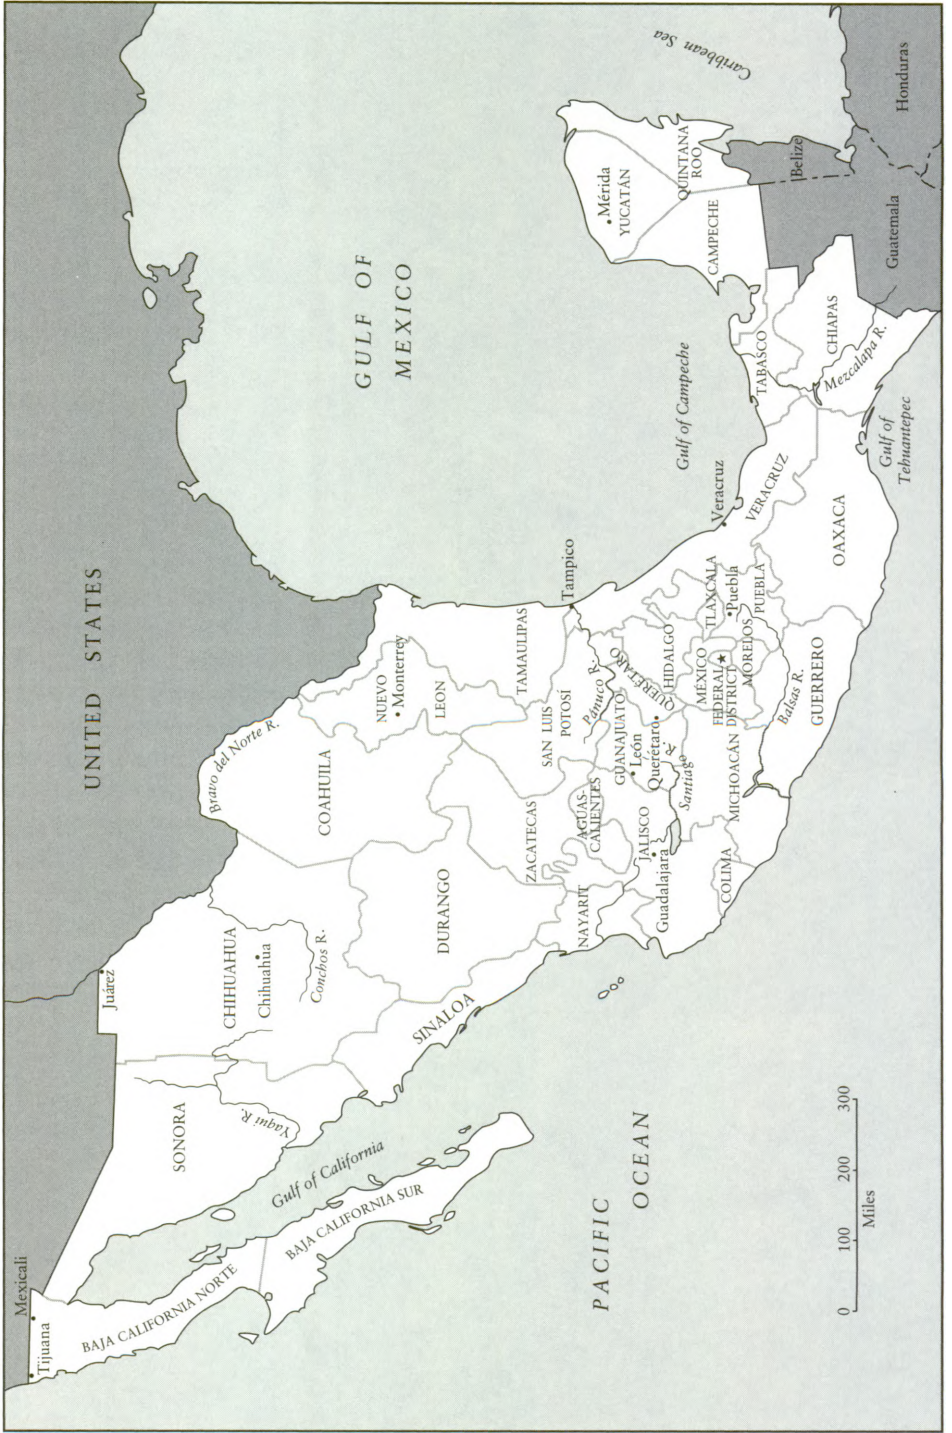 UNITED STATES
Mexicali
Tijuana
Juárez
BAJA CALIFORNIA NORTE
SONORA
Yaqui R.
CHIHUAHUA
Chihuahua
Conchos R.
Bravo del Norte R.
COAHUILA
Gulf of California
BAJA CALIFORNIA SUR
SINALOA
DURANGO
NUEVO
Monterrey
LEON
GULF OF
MEXICO
ZACATECAS
SAN LUIS
POTOSÍ
TAMAULIPAS
Tampico
Pánuco R.
NAYARIT
AGUAS-
CALIENTES
GUANAJUATO
León
Querétaro
QUERÉTARO
HIDALGO
JALISCO
Guadalajara
Santiago R.
COLIMA
MICHOACÁN
MÉXICO
FEDERAL
DISTRICT
MORELOS
TLAXCALA
Puebla
PUEBLA
Veracruz
VERACRUZ
Balsas R.
GUERRERO
OAXACA
Gulf of Campeche
TABASCO
CHIAPAS
Mezcalapa R.
Gulf of
Tehuantepec
Mérida
YUCATÁN
CAMPECHE
QUINTANA
ROO
Caribbean Sea
Belize
Guatemala
Honduras
PACIFIC
OCEAN
0 100 200 300
Miles